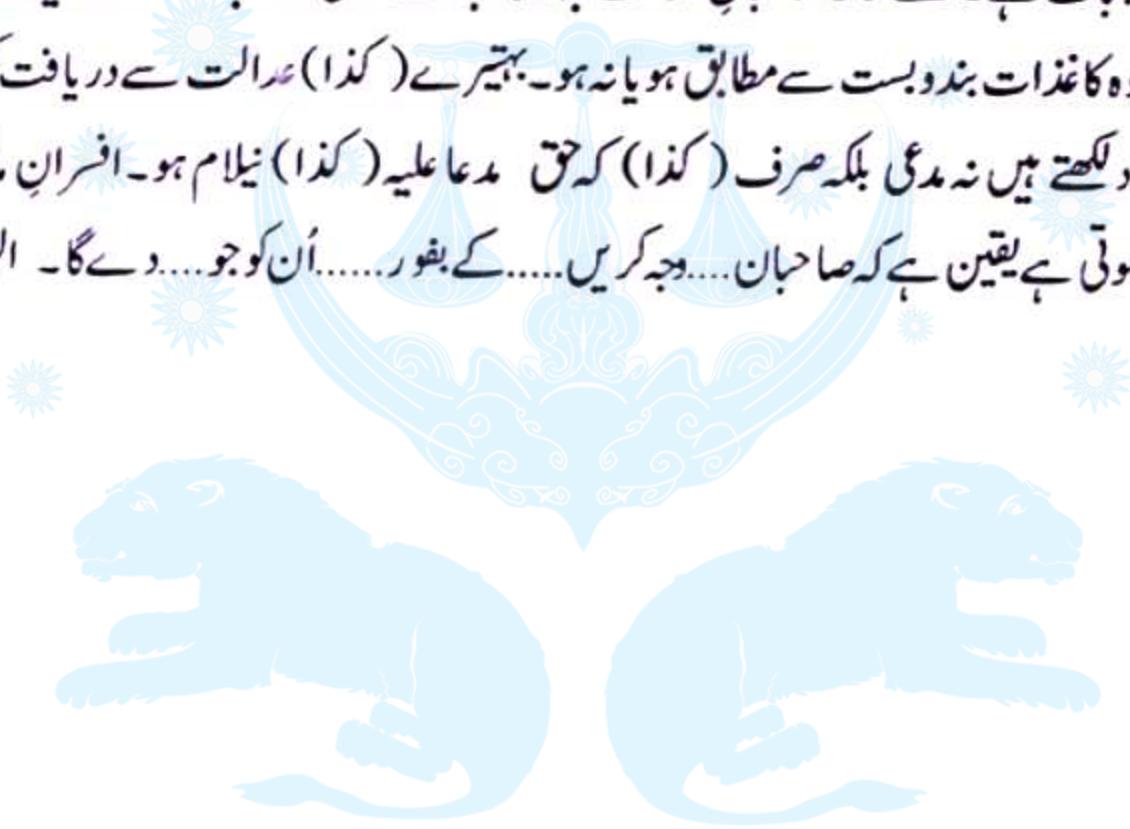 کاغذات بندوبست سے مطابق ہو یا نہ ہو۔ بہتیرے ( کذا ) عدالت سے دریافت
لکھتے ہیں نہ مدعی بلکہ صرف ( کذا ) کہ حق مدعا علیہ ( کذا ) نیلام ہو۔ افسرانِ
ہے یقین ہے کہ صاحبان....وجہ کریں.....کے بفور......اُن کو جو....دے گا۔